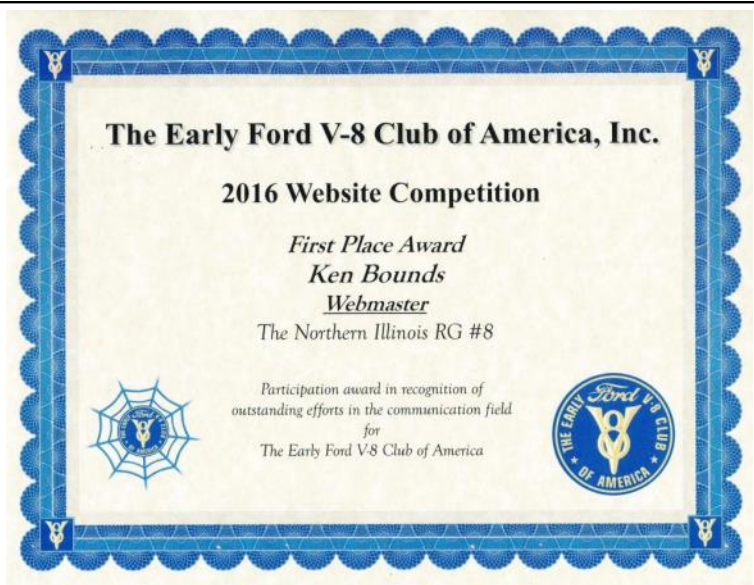 The Early Ford V-8 Club of America, Inc.
2016 Website Competition
First Place Award
Ken Bounds
Webmaster
The Northern Illinois RG #8
Participation award in recognition of
outstanding efforts in the communication field
for
The Early Ford V-8 Club of America
THE EARLY Ford V-8 CLUB
OF AMERICA
V8